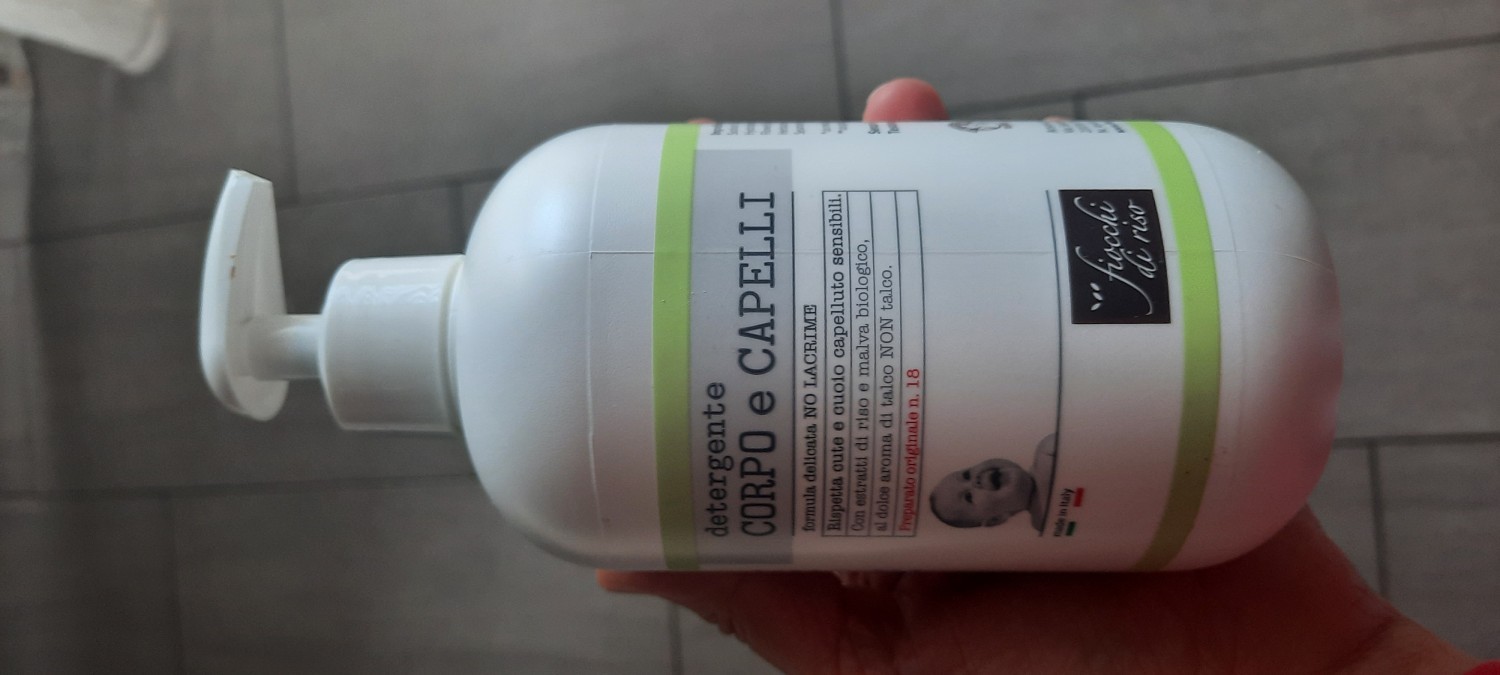 detergente
CORPO e CAPELLI
formula delicata NO LACRIME
Rispetta cute e cuoio capelluto sensibili.
Con estratti di riso e malva biologico,
al dolce aroma di talco NON talco.
Preparato originale n. 18
Made in Italy
fiocchi
di riso